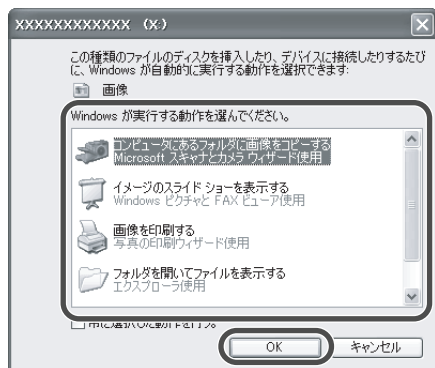 XXXXXXXXXXXX (X:)
この種類のファイルのディスクを挿入したり、デバイスに接続したりするたび
に、Windows が自動的に実行する動作を選択できます:
画像
Windows が実行する動作を選んでください。
コンピュータにあるフォルダに画像をコピーする
Microsoft スキャナとカメラ ウィザード使用
イメージのスライド ショーを表示する
Windows ピクチャと FAX ビューア使用
画像を印刷する
写真の印刷ウィザード使用
フォルダを開いてファイルを表示する
エクスプローラ使用
OK
キャンセル